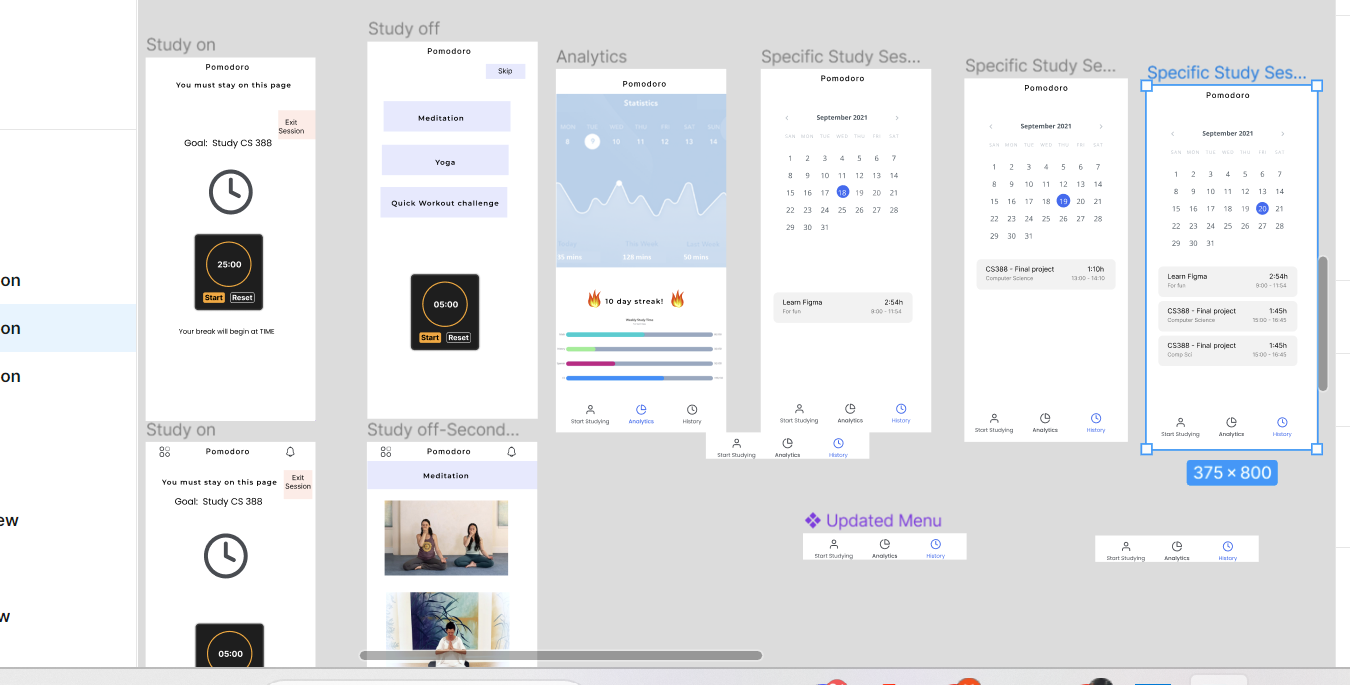 on
on
on
ew
w
Study on
Pomodoro
You must stay on this page
Exit
Session
Goal: Study CS 388
25:00
Start Reset
Your break will begin at TIME
Study off
Pomodoro
Skip
Meditation
Yoga
Quick Workout challenge
05:00
Start Reset
Analytics
Pomodoro
Statistics
MON TUE WED THU FRI SAT SUN
8 9 10 11 12 13 14
Today This Week Last Week
35 mins 128 mins 50 mins
10 day streak!
Weekly Study Time
Start Studying Analytics History
Specific Study Ses...
Pomodoro
September 2021
SAN MON TUE WED THU FRI SAT
1 2 3 4 5 6 7
8 9 10 11 12 13 14
15 16 17 18 19 20 21
22 23 24 25 26 27 28
29 30 31
Learn Figma 2:54h
For fun 9:00 - 11:54
Start Studying Analytics History
Start Studying Analytics History
Specific Study Se...
Pomodoro
September 2021
SAN MON TUE WED THU FRI SAT
1 2 3 4 5 6 7
8 9 10 11 12 13 14
15 16 17 18 19 20 21
22 23 24 25 26 27 28
29 30 31
CS388 - Final project 1:10h
Computer Science 13:00 - 14:10
Start Studying Analytics History
Specific Study Ses...
Pomodoro
September 2021
SAN MON TUE WED THU FRI SAT
1 2 3 4 5 6 7
8 9 10 11 12 13 14
15 16 17 18 19 20 21
22 23 24 25 26 27 28
29 30 31
Learn Figma 2:54h
For fun 9:00 - 11:54
CS388 - Final project 1:45h
Computer Science 15:00 - 16:45
CS388 - Final project 1:45h
Comp Sci 15:00 - 16:45
Start Studying Analytics History
375 × 800
Study on
Pomodoro
You must stay on this page
Exit
Session
Goal: Study CS 388
05:00
Study off-Second...
Pomodoro
Meditation
Updated Menu
Start Studying Analytics History
Start Studying Analytics History